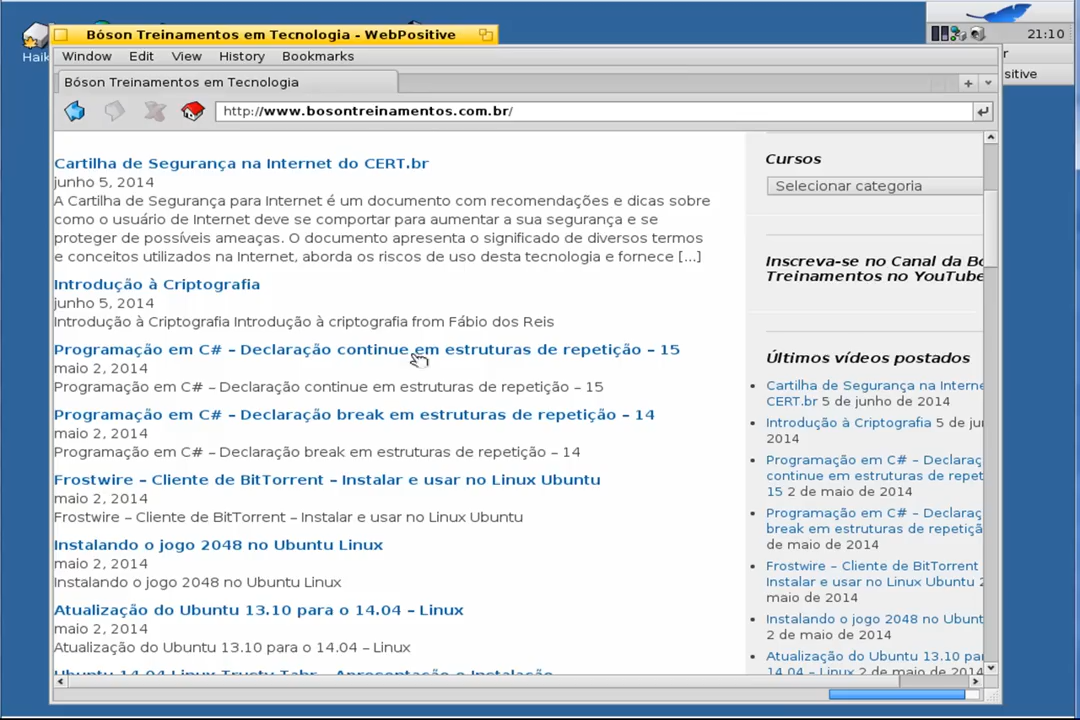 Bóson Treinamentos em Tecnologia - WebPositive
21:10
Haik
Window Edit View History Bookmarks
r
sitive
Bóson Treinamentos em Tecnologia
http://www.bosontreinamentos.com.br/
Cartilha de Segurança na Internet do CERT.br
junho 5, 2014
A Cartilha de Segurança para Internet é um documento com recomendações e dicas sobre
como o usuário de Internet deve se comportar para aumentar a sua segurança e se
proteger de possíveis ameaças. O documento apresenta o significado de diversos termos
e conceitos utilizados na Internet, aborda os riscos de uso desta tecnologia e fornece [...]
Introdução à Criptografia
junho 5, 2014
Introdução à Criptografia Introdução à criptografia from Fábio dos Reis
Programação em C# – Declaração continue em estruturas de repetição – 15
maio 2, 2014
Programação em C# – Declaração continue em estruturas de repetição – 15
Programação em C# – Declaração break em estruturas de repetição – 14
maio 2, 2014
Programação em C# – Declaração break em estruturas de repetição – 14
Frostwire – Cliente de BitTorrent – Instalar e usar no Linux Ubuntu
maio 2, 2014
Frostwire – Cliente de BitTorrent – Instalar e usar no Linux Ubuntu
Instalando o jogo 2048 no Ubuntu Linux
maio 2, 2014
Instalando o jogo 2048 no Ubuntu Linux
Atualização do Ubuntu 13.10 para o 14.04 – Linux
maio 2, 2014
Atualização do Ubuntu 13.10 para o 14.04 – Linux
Ubuntu 14.04 Linux Trusty Tahr – Apresentação e Instalação
Cursos
Selecionar categoria
Inscreva-se no Canal da Bó
Treinamentos no YouTube
Últimos vídeos postados
Cartilha de Segurança na Interne
CERT.br 5 de junho de 2014
Introdução à Criptografia 5 de jur
2014
Programação em C# – Declaraç
continue em estruturas de repet
15 2 de maio de 2014
Programação em C# – Declaraç
break em estruturas de repetiçã
de maio de 2014
Frostwire – Cliente de BitTorrent
Instalar e usar no Linux Ubuntu 2
maio de 2014
Instalando o jogo 2048 no Ubunt
2 de maio de 2014
Atualização do Ubuntu 13.10 par
14.04 – Linux 2 de maio de 2014